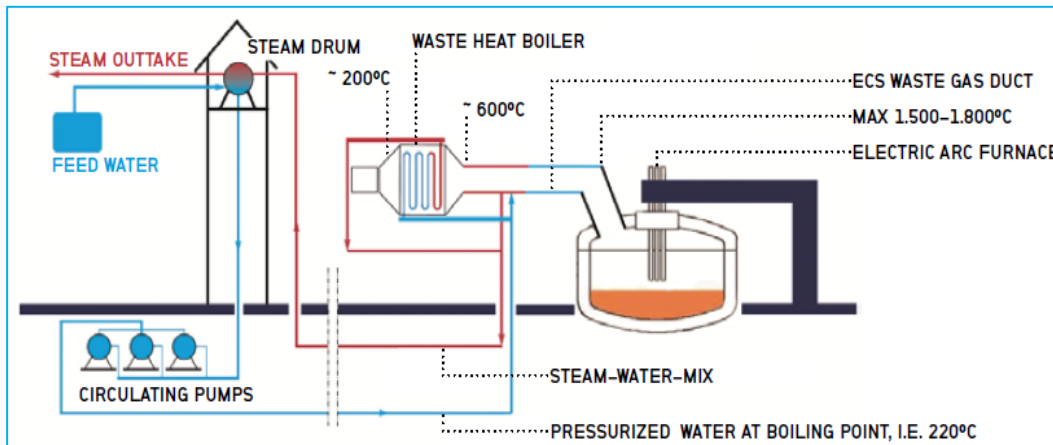 STEAM DRUM
WASTE HEAT BOILER
STEAM OUTTAKE
~ 200ºC
ECS WASTE GAS DUCT
~ 600ºC
MAX 1.500–1.800ºC
ELECTRIC ARC FURNACE
FEED WATER
STEAM–WATER–MIX
CIRCULATING PUMPS
PRESSURIZED WATER AT BOILING POINT, I.E. 220ºC